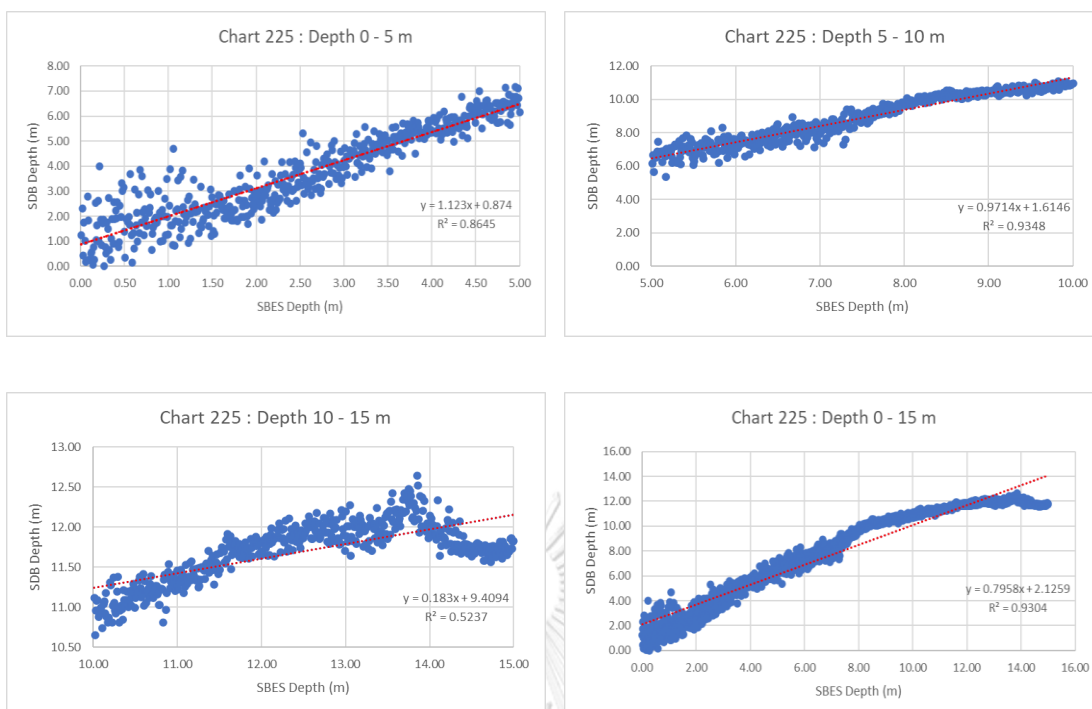 Chart 225 : Depth 0 - 5 m
SDB Depth (m)
8.00
7.00
6.00
5.00
4.00
3.00
2.00
1.00
0.00
y = 1.123x + 0.874
R² = 0.8645
0.00 0.50 1.00 1.50 2.00 2.50 3.00 3.50 4.00 4.50 5.00
SBES Depth (m)
Chart 225 : Depth 5 - 10 m
SDB Depth (m)
12.00
10.00
8.00
6.00
4.00
2.00
0.00
y = 0.9714x + 1.6146
R² = 0.9348
5.00 6.00 7.00 8.00 9.00 10.00
SBES Depth (m)
Chart 225 : Depth 10 - 15 m
SDB Depth (m)
13.00
12.50
12.00
11.50
11.00
10.50
y = 0.183x + 9.4094
R² = 0.5237
10.00 11.00 12.00 13.00 14.00 15.00
SBES Depth (m)
Chart 225 : Depth 0 - 15 m
SDB Depth (m)
16.00
14.00
12.00
10.00
8.00
6.00
4.00
2.00
0.00
y = 0.7958x + 2.1259
R² = 0.9304
0.00 2.00 4.00 6.00 8.00 10.00 12.00 14.00 16.00
SBES Depth (m)